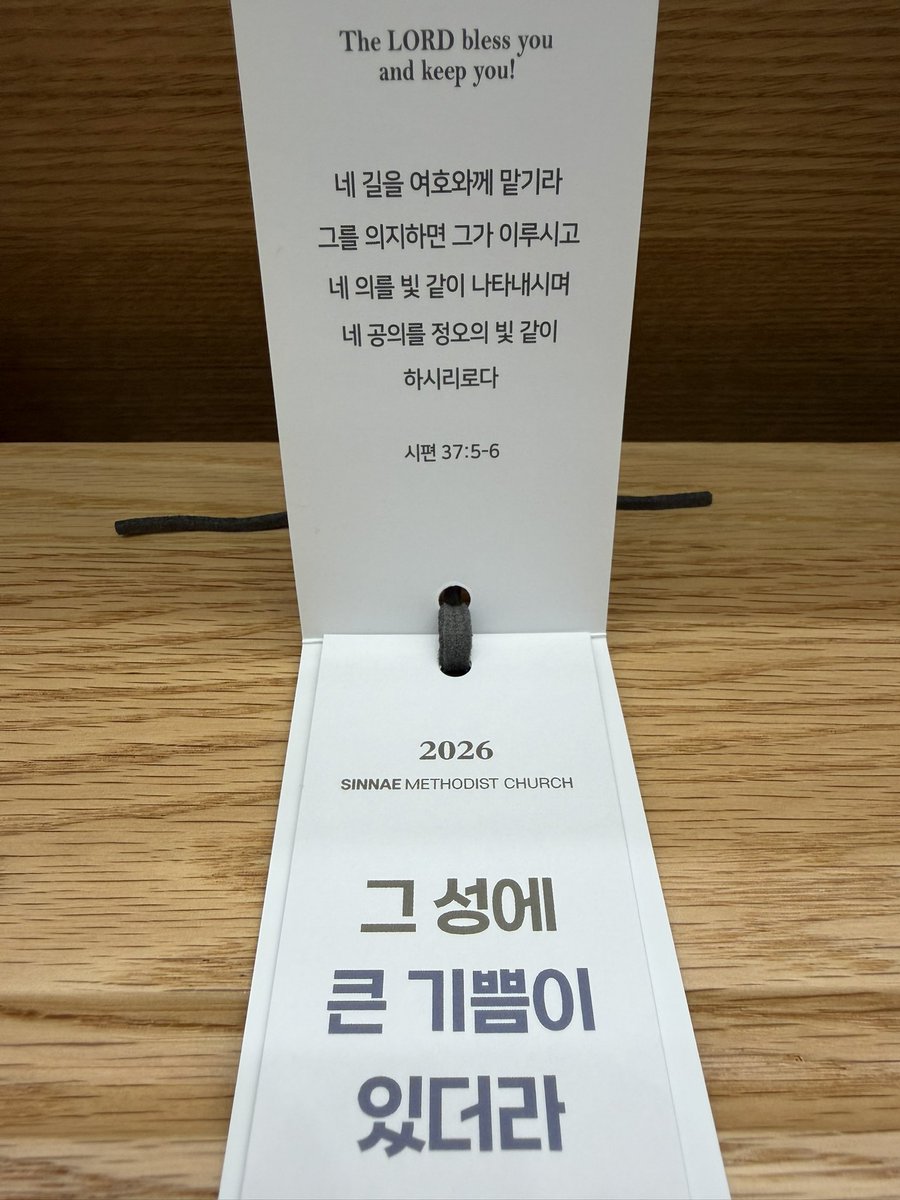 The LORD bless you
and keep you!
네 길을 여호와께 맡기라
그를 의지하면 그가 이루시고
네 의를 빛 같이 나타내시며
네 공의를 정오의 빛 같이
하시리로다
시편 37:5-6
2026
SINNAE METHODIST CHURCH
그 성에
큰 기쁨이
있더라